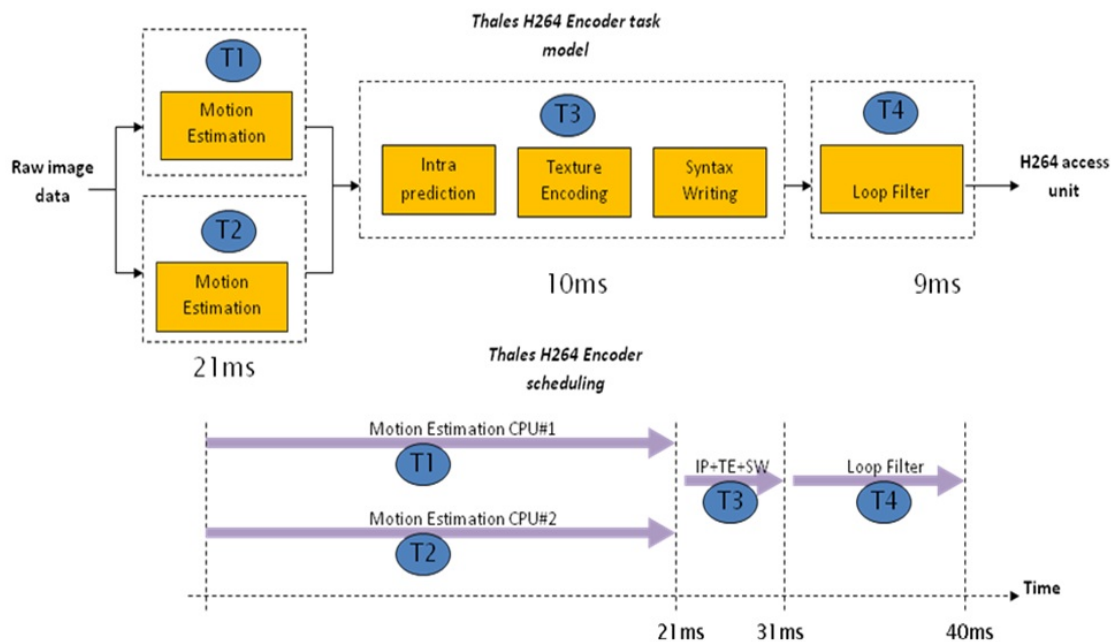 Thales H264 Encoder task
model
T1
Motion
Estimation
Raw image
data
T2
Motion
Estimation
21ms
T3
Intra
prediction
Texture
Encoding
Syntax
Writing
10ms
T4
Loop Filter
9ms
H264 access
unit
Thales H264 Encoder
scheduling
Motion Estimation CPU#1
T1
Motion Estimation CPU#2
T2
IP+TE+SW
T3
Loop Filter
T4
Time
21ms
31ms
40ms